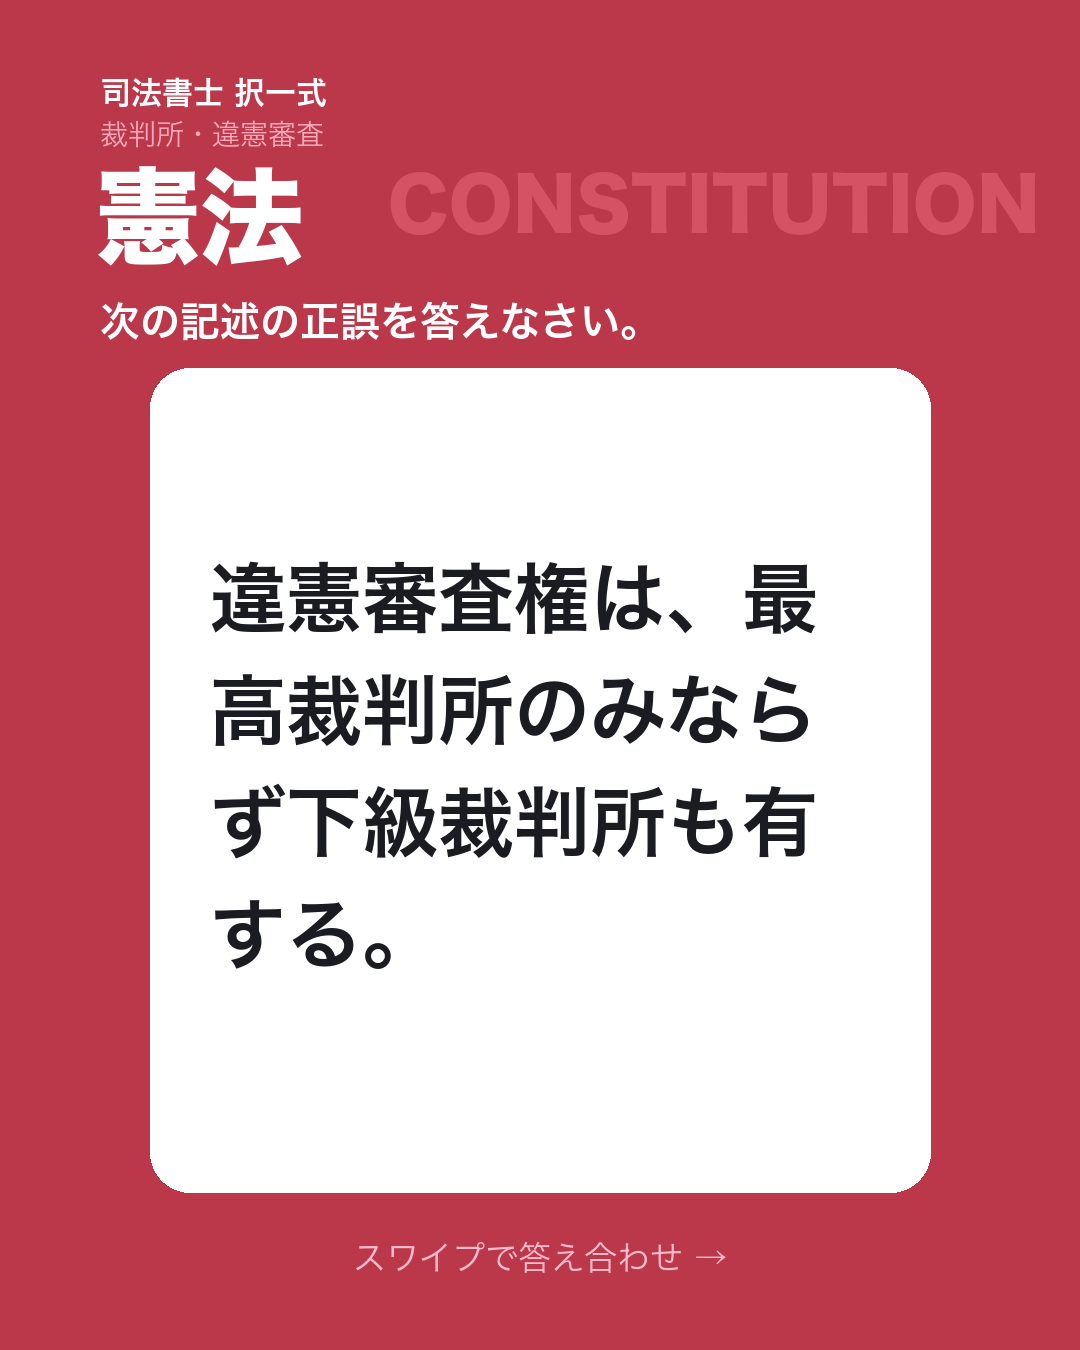 司法書士 択一式
裁判所・違憲審査
憲法
CONSTITUTION
次の記述の正誤を答えなさい。
違憲審査権は、最
高裁判所のみなら
ず下級裁判所も有
する。
スワイプで答え合わせ →